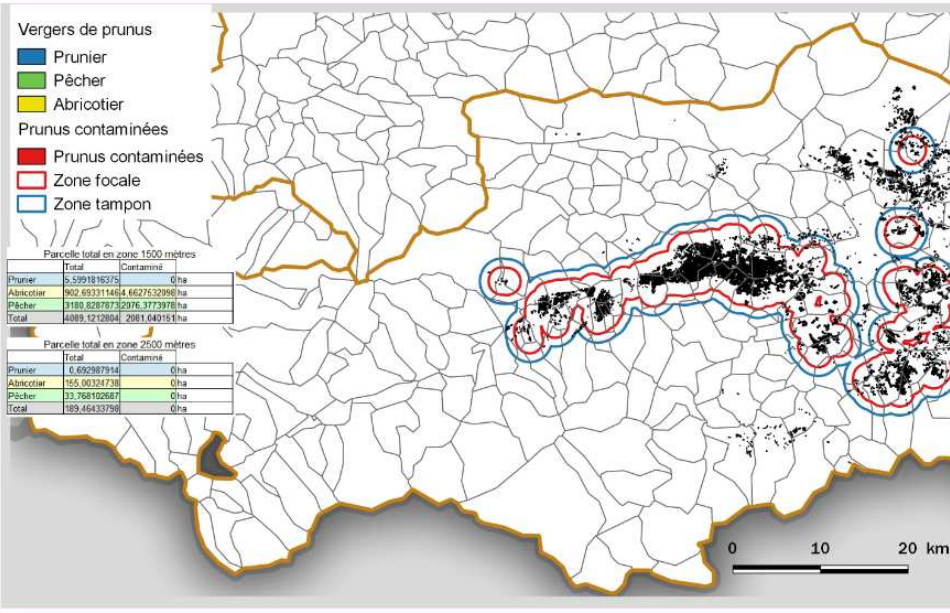 Vergers de prunus
Prunier
Pêcher
Abricotier
Prunus contaminées
Prunus contaminées
Zone focale
Zone tampon
Parcelle total en zone 1500 mètres
Total Contaminé
Prunier 5,5991816375 0 ha
Abricotier 902,69331146 4,6627532098 ha
Pêcher 3180,8287873 2076,3773978 ha
Total 4089,1212804 2081,040151 ha
Parcelle total en zone 2500 mètres
Total Contaminé
Prunier 0,692987914 0 ha
Abricotier 155,00324738 0 ha
Pêcher 33,768102687 0 ha
Total 189,46433798 0 ha
0 10 20 km